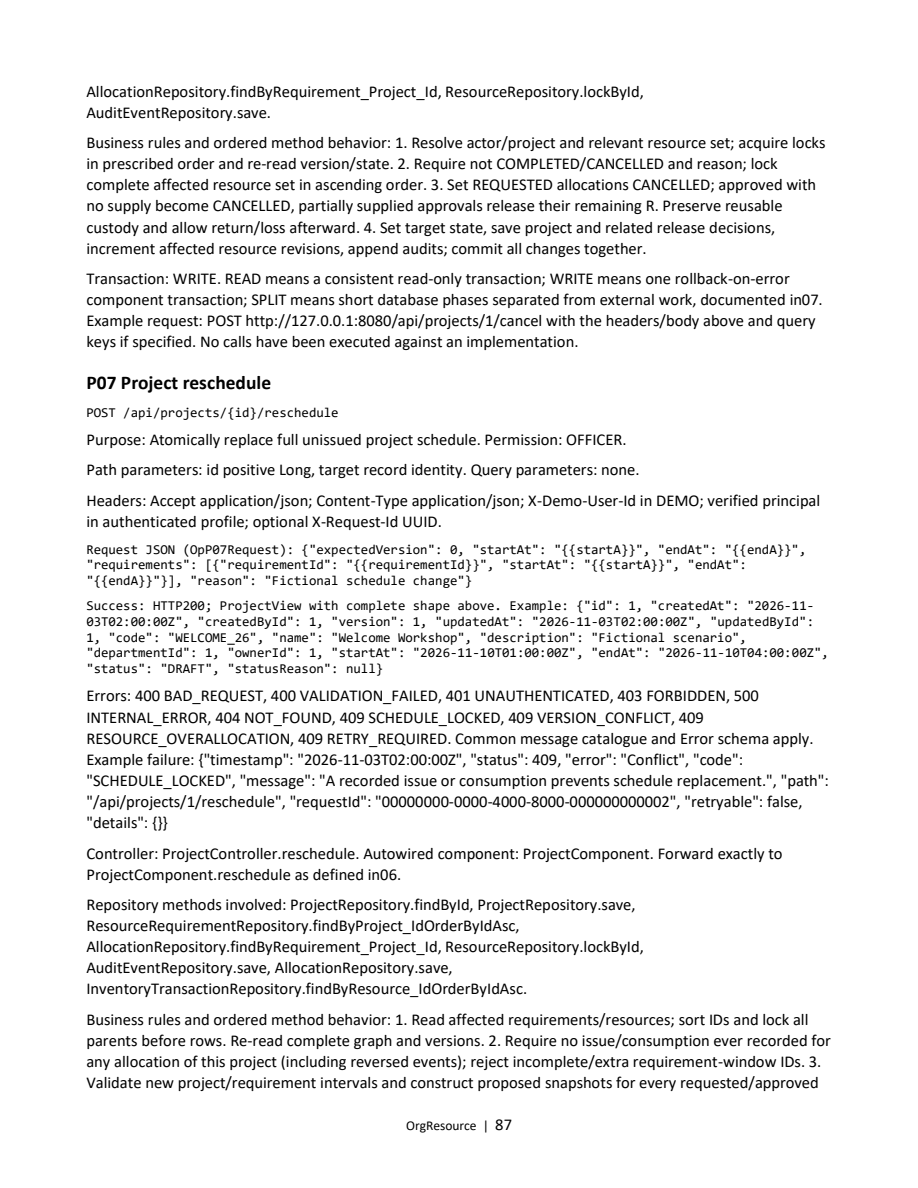 AllocationRepository.findByRequirement_Project_Id, ResourceRepository.lockById,
AuditEventRepository.save.
Business rules and ordered method behavior: 1. Resolve actor/project and relevant resource set; acquire locks
in prescribed order and re-read version/state. 2. Require not COMPLETED/CANCELLED and reason; lock
complete affected resource set in ascending order. 3. Set REQUESTED allocations CANCELLED; approved with
no supply become CANCELLED, partially supplied approvals release their remaining R. Preserve reusable
custody and allow return/loss afterward. 4. Set target state, save project and related release decisions,
increment affected resource revisions, append audits; commit all changes together.
Transaction: WRITE. READ means a consistent read-only transaction; WRITE means one rollback-on-error
component transaction; SPLIT means short database phases separated from external work, documented in07.
Example request: POST http://127.0.0.1:8080/api/projects/1/cancel with the headers/body above and query
keys if specified. No calls have been executed against an implementation.
P07 Project reschedule
POST /api/projects/{id}/reschedule
Purpose: Atomically replace full unissued project schedule. Permission: OFFICER.
Path parameters: id positive Long, target record identity. Query parameters: none.
Headers: Accept application/json; Content-Type application/json; X-Demo-User-Id in DEMO; verified principal
in authenticated profile; optional X-Request-Id UUID.
Request JSON (OpP07Request): {"expectedVersion": 0, "startAt": "{{startA}}", "endAt": "{{endA}}",
"requirements": [{"requirementId": "{{requirementId}}", "startAt": "{{startA}}", "endAt":
"{{endA}}"}], "reason": "Fictional schedule change"}
Success: HTTP200; ProjectView with complete shape above. Example: {"id": 1, "createdAt": "2026-11-
03T02:00:00Z", "createdById": 1, "version": 1, "updatedAt": "2026-11-03T02:00:00Z", "updatedById":
1, "code": "WELCOME_26", "name": "Welcome Workshop", "description": "Fictional scenario",
"departmentId": 1, "ownerId": 1, "startAt": "2026-11-10T01:00:00Z", "endAt": "2026-11-10T04:00:00Z",
"status": "DRAFT", "statusReason": null}
Errors: 400 BAD_REQUEST, 400 VALIDATION_FAILED, 401 UNAUTHENTICATED, 403 FORBIDDEN, 500
INTERNAL_ERROR, 404 NOT_FOUND, 409 SCHEDULE_LOCKED, 409 VERSION_CONFLICT, 409
RESOURCE_OVERALLOCATION, 409 RETRY_REQUIRED. Common message catalogue and Error schema apply.
Example failure: {"timestamp": "2026-11-03T02:00:00Z", "status": 409, "error": "Conflict", "code":
"SCHEDULE_LOCKED", "message": "A recorded issue or consumption prevents schedule replacement.", "path":
"/api/projects/1/reschedule", "requestId": "00000000-0000-4000-8000-000000000002", "retryable": false,
"details": {}}
Controller: ProjectController.reschedule. Autowired component: ProjectComponent. Forward exactly to
ProjectComponent.reschedule as defined in06.
Repository methods involved: ProjectRepository.findById, ProjectRepository.save,
ResourceRequirementRepository.findByProject_IdOrderByIdAsc,
AllocationRepository.findByRequirement_Project_Id, ResourceRepository.lockById,
AuditEventRepository.save, AllocationRepository.save,
InventoryTransactionRepository.findByResource_IdOrderByIdAsc.
Business rules and ordered method behavior: 1. Read affected requirements/resources; sort IDs and lock all
parents before rows. Re-read complete graph and versions. 2. Require no issue/consumption ever recorded for
any allocation of this project (including reversed events); reject incomplete/extra requirement-window IDs. 3.
Validate new project/requirement intervals and construct proposed snapshots for every requested/approved
OrgResource | 87